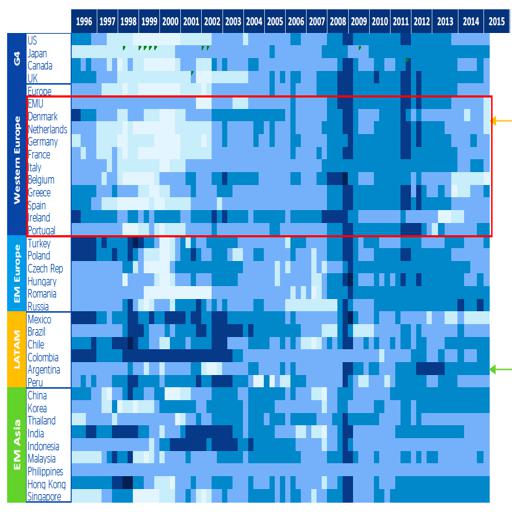 1996 1997 1998 1999 2000 2001 2002 2003 2004 2005 2006 2007 2008 2009 2010 2011 2012 2013 2014 2015
G4
US
Japan
Canada
UK
Europe
Western Europe
EMU
Denmark
Netherlands
Germany
France
Italy
Belgium
Greece
Spain
Ireland
Portugal
EM Europe
Turkey
Poland
Czech Rep
Hungary
Romania
Russia
LATAM
Mexico
Brazil
Chile
Colombia
Argentina
Peru
EM Asia
China
Korea
Thailand
India
Indonesia
Malaysia
Philippines
Hong Kong
Singapore